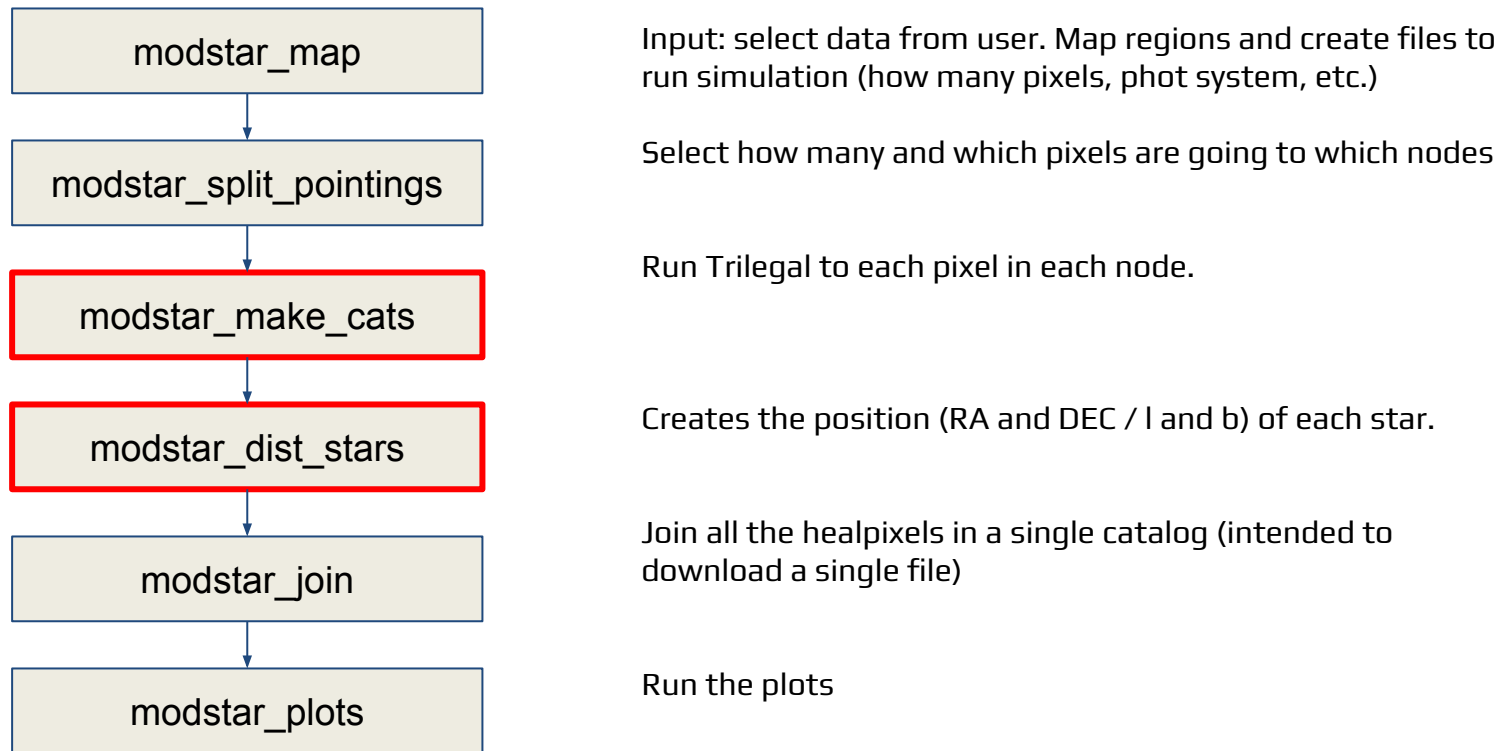 modstar_map
Input: select data from user. Map regions and create files to
run simulation (how many pixels, phot system, etc.)
modstar_split_pointings
Select how many and which pixels are going to which nodes
modstar_make_cats
Run Trilegal to each pixel in each node.
modstar_dist_stars
Creates the position (RA and DEC / l and b) of each star.
modstar_join
Join all the healpixels in a single catalog (intended to
download a single file)
modstar_plots
Run the plots